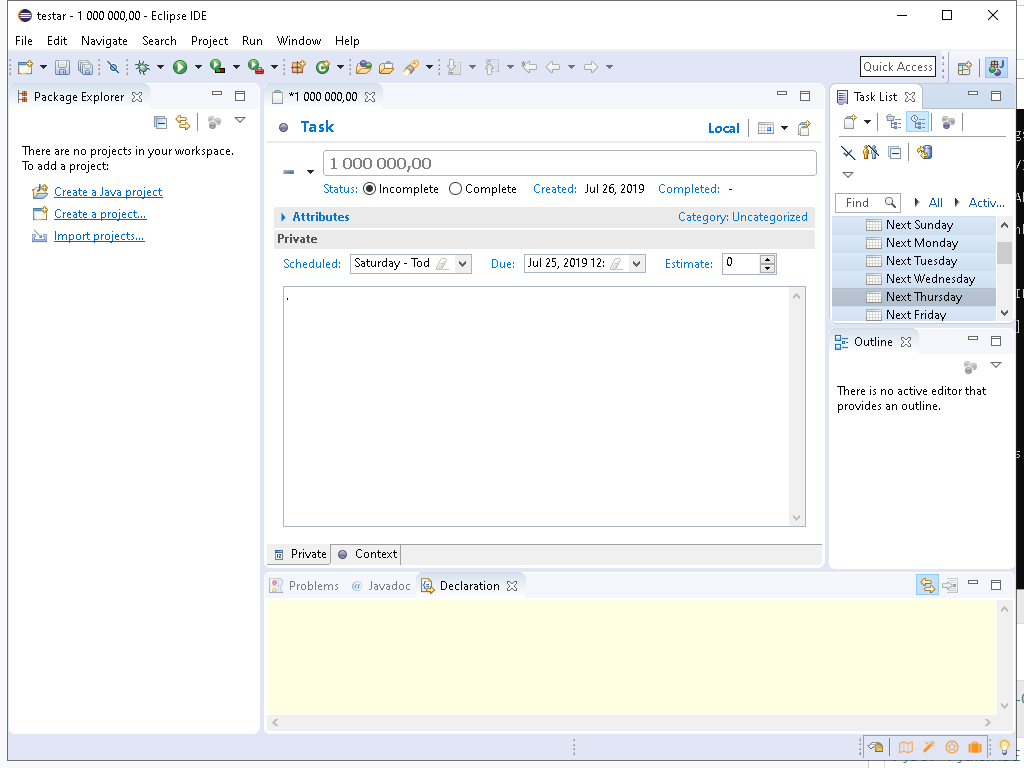 testar - 1 000 000,00 - Eclipse IDE
File Edit Navigate Search Project Run Window Help
Quick Access
Package Explorer
There are no projects in your workspace.
To add a project:
Create a Java project
Create a project...
Import projects...
*1 000 000,00
Task
Local
1 000 000,00
Status: Incomplete Complete Created: Jul 26, 2019 Completed: -
Attributes Category: Uncategorized
Private
Scheduled: Saturday - Tod Due: Jul 25, 2019 12: Estimate: 0
.
Private Context
Problems Javadoc Declaration
Task List
Find All Activ...
Next Sunday
Next Monday
Next Tuesday
Next Wednesday
Next Thursday
Next Friday
Outline
There is no active editor that
provides an outline.